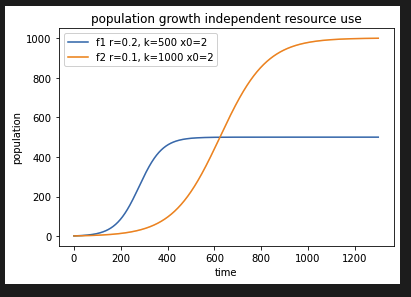 population growth independent resource use
f1 r=0.2, k=500 x0=2
f2 r=0.1, k=1000 x0=2
population
1000
800
600
400
200
0
0 200 400 600 800 1000 1200
time